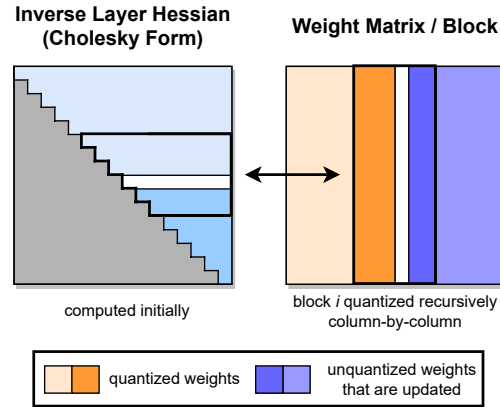 Inverse Layer Hessian
(Cholesky Form)
Weight Matrix / Block
computed initially
block i quantized recursively
column-by-column
quantized weights
unquantized weights
that are updated